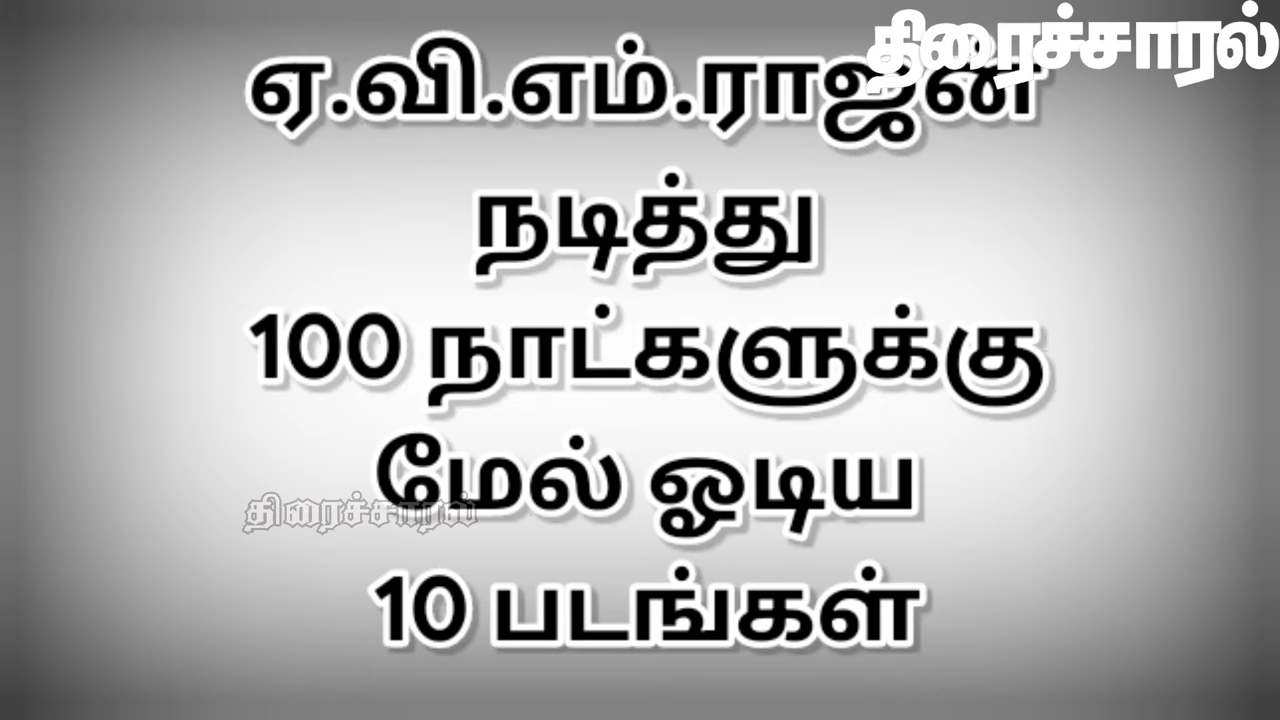 திரைச்சாரல்
ஏ.வி.எம்.ராஜன்
நடித்து
100 நாட்களுக்கு
மேல் ஓடிய
திரைச்சாரல்
10 படங்கள்